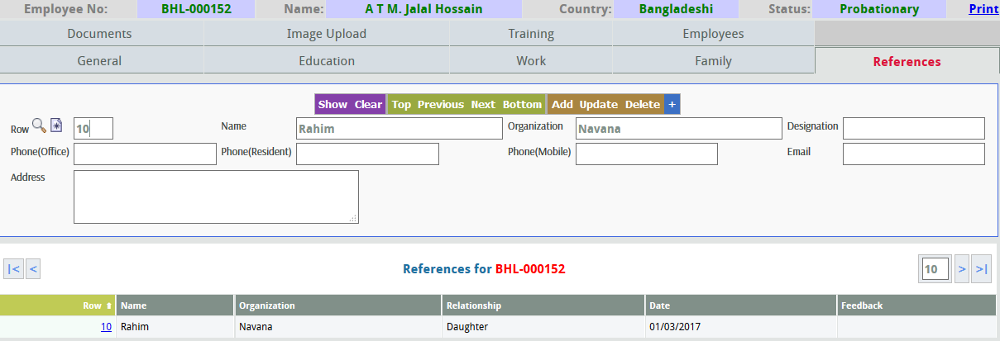 Employee No: BHL-000152 Name: A T M. Jalal Hossain Country: Bangladeshi Status: Probationary Print
Documents Image Upload Training Employees
General Education Work Family References
Show Clear Top Previous Next Bottom Add Update Delete +
Row 10 Name Rahim Organization Navana Designation
Phone(Office) Phone(Resident) Phone(Mobile) Email
Address
|< < References for BHL-000152 10 > >|
Row Name Organization Relationship Date Feedback
10 Rahim Navana Daughter 01/03/2017